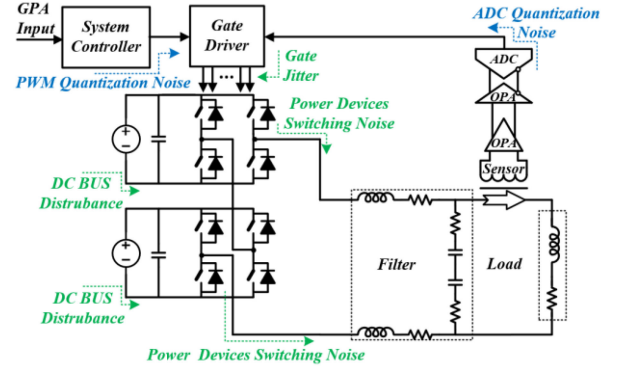 GPA
Input
System
Controller
Gate
Driver
ADC Quantization
Noise
PWM Quantization Noise
Gate
Jitter
ADC
OPA
OPA
Sensor
Power Devices
Switching Noise
DC BUS
Distrubance
Filter
Load
DC BUS
Distrubance
Power Devices Switching Noise